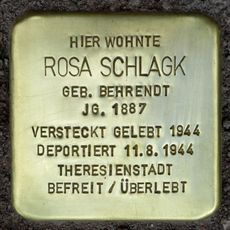 HIER WOHNTE
ROSA SCHLAGK
GEB. BEHRENDT
JG. 1887
VERSTECKT GELEBT 1944
DEPORTIERT 11.8.1944
THERESIENSTADT
BEFREIT / ÜBERLEBT